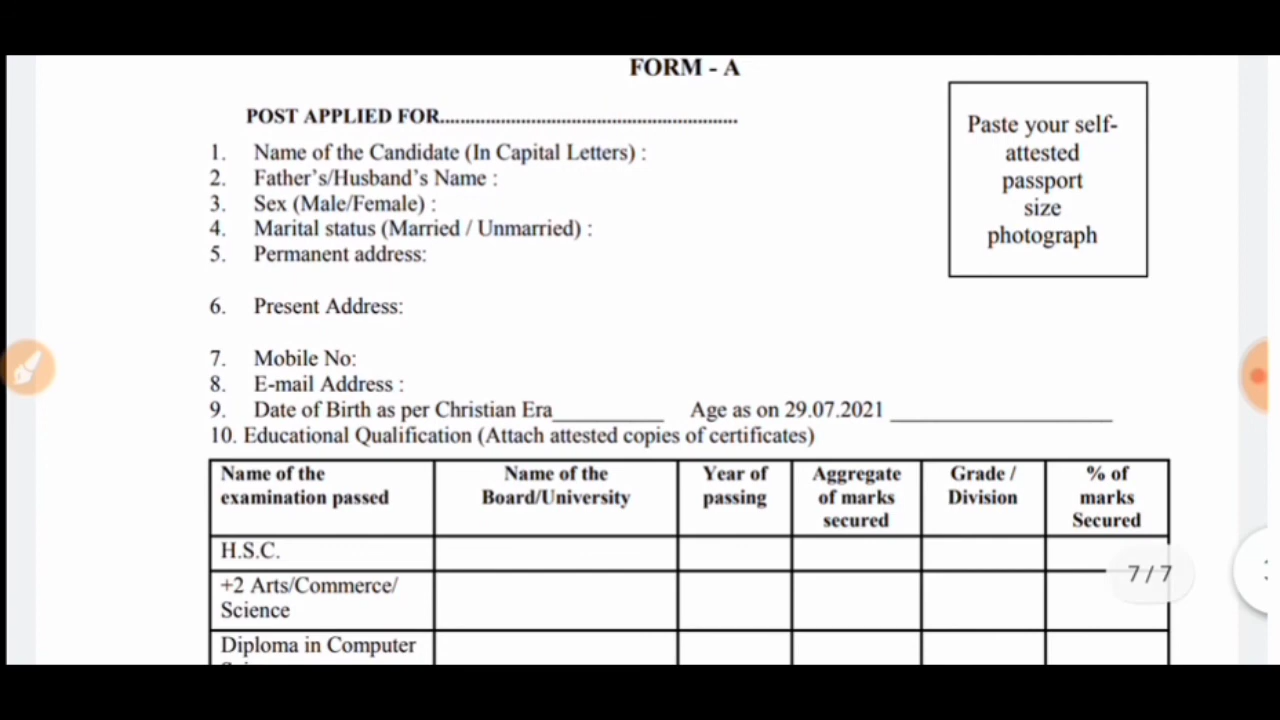 FORM - A
POST APPLIED FOR............................................................
Paste your self-
attested
passport
size
photograph
1. Name of the Candidate (In Capital Letters) :
2. Father's/Husband's Name :
3. Sex (Male/Female) :
4. Marital status (Married / Unmarried) :
5. Permanent address:
6. Present Address:
7. Mobile No:
8. E-mail Address :
9. Date of Birth as per Christian Era__________ Age as on 29.07.2021 ____________________
10. Educational Qualification (Attach attested copies of certificates)
Name of the
examination passed
Name of the
Board/University
Year of
passing
Aggregate
of marks
secured
Grade /
Division
% of
marks
Secured
H.S.C.
+2 Arts/Commerce/
Science
Diploma in Computer
7 / 7